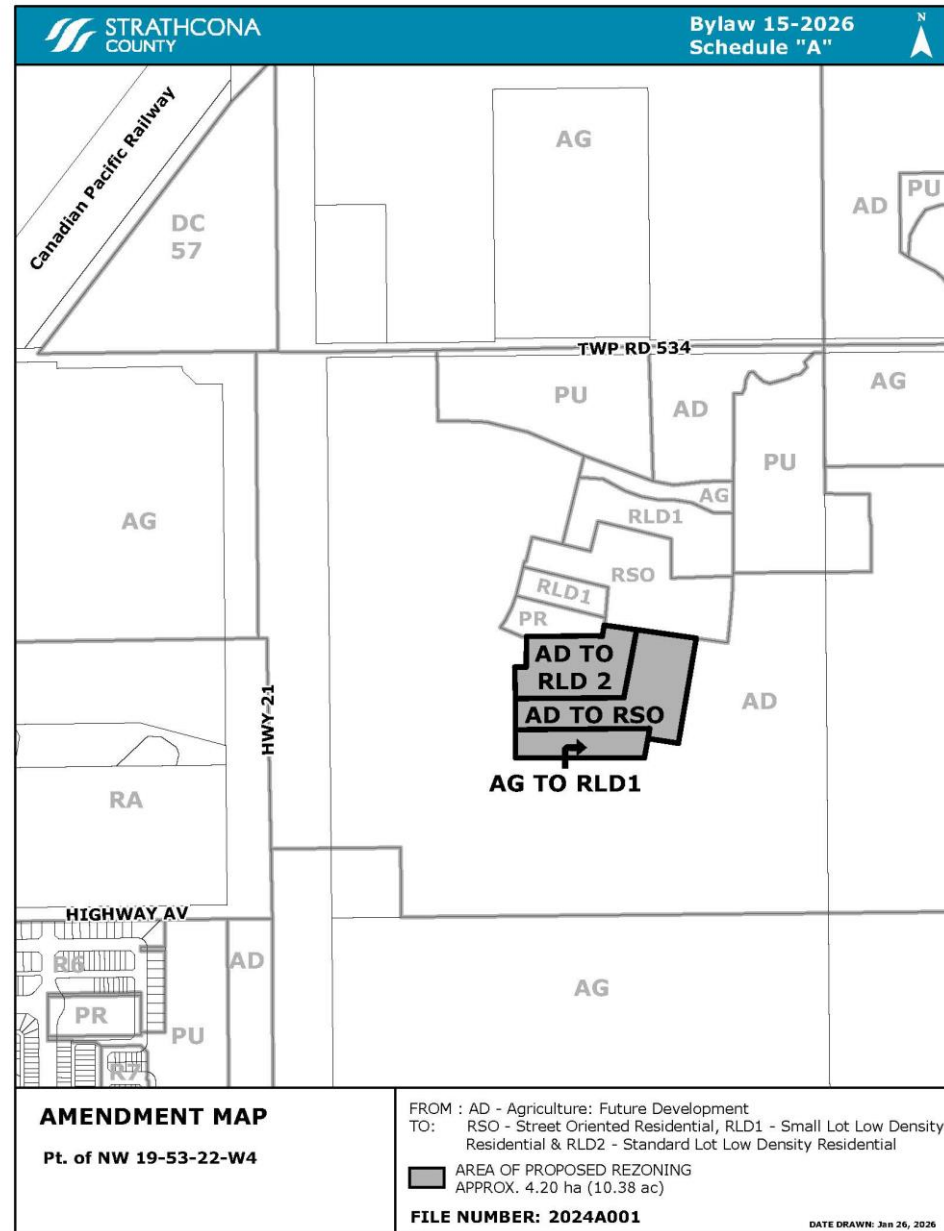 STRATHCONA
COUNTY
Bylaw 15-2026
Schedule "A"
N
Canadian Pacific Railway
AG
DC
57
AD
PU
TWP RD 534
PU
AD
AG
PU
AG
AG
RLD1
RSO
RLD1
PR
AD TO
RLD 2
AD TO RSO
AD
AG TO RLD1
HWY 21
RA
HIGHWAY AV
R6
AD
PR
PU
R7
AG
AMENDMENT MAP
Pt. of NW 19-53-22-W4
FROM : AD - Agriculture: Future Development
TO: RSO - Street Oriented Residential, RLD1 - Small Lot Low Density
Residential & RLD2 - Standard Lot Low Density Residential
AREA OF PROPOSED REZONING
APPROX. 4.20 ha (10.38 ac)
FILE NUMBER: 2024A001
DATE DRAWN: Jan 26, 2026